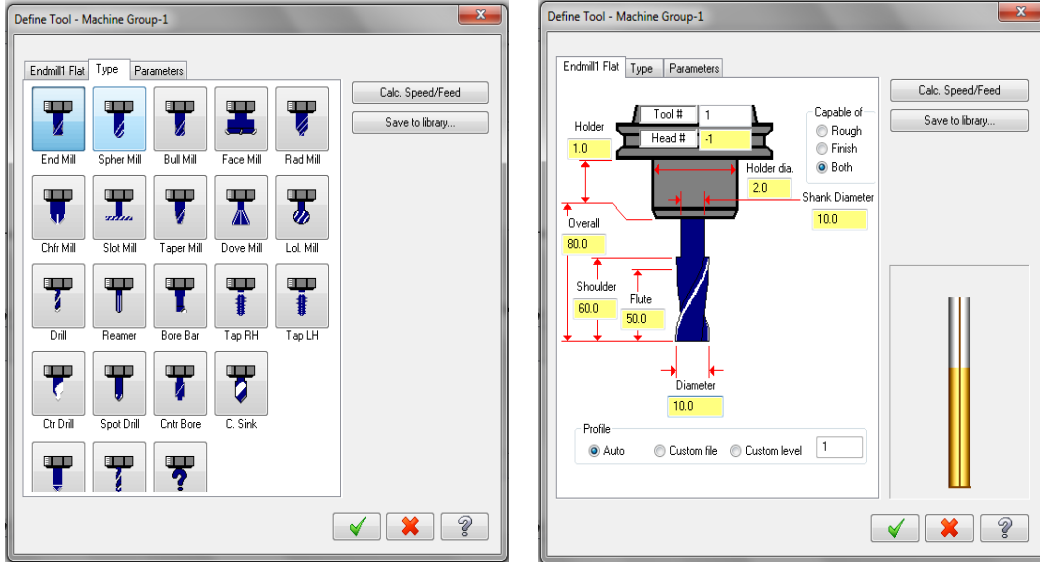 Define Tool - Machine Group-1
Endmill1 Flat Type Parameters
Calc. Speed/Feed
Save to library...
End Mill Spher Mill Bull Mill Face Mill Rad Mill
Chfr Mill Slot Mill Taper Mill Dove Mill Lol. Mill
Drill Reamer Bore Bar Tap RH Tap LH
Ctr Drill Spot Drill Cntr Bore C. Sink
Define Tool - Machine Group-1
Endmill1 Flat Type Parameters
Calc. Speed/Feed
Save to library...
Tool # 1
Head # -1
Capable of
Rough
Finish
Both
Holder
1.0
Holder dia.
2.0
Shank Diameter
10.0
Overall
80.0
Shoulder
60.0
Flute
50.0
Diameter
10.0
Profile
Auto Custom file Custom level 1